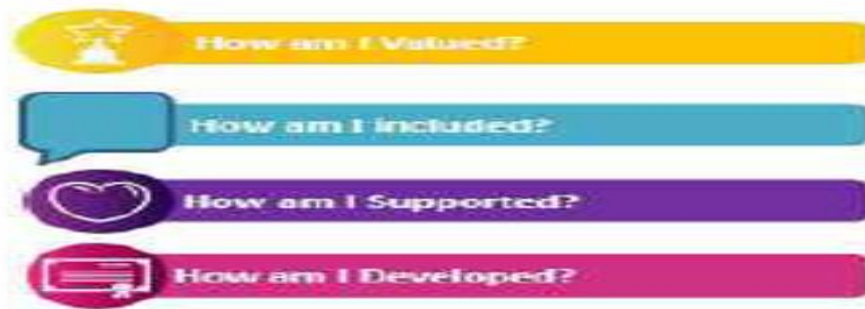 How am I Valued?
How am I included?
How am I Supported?
How am I Developed?